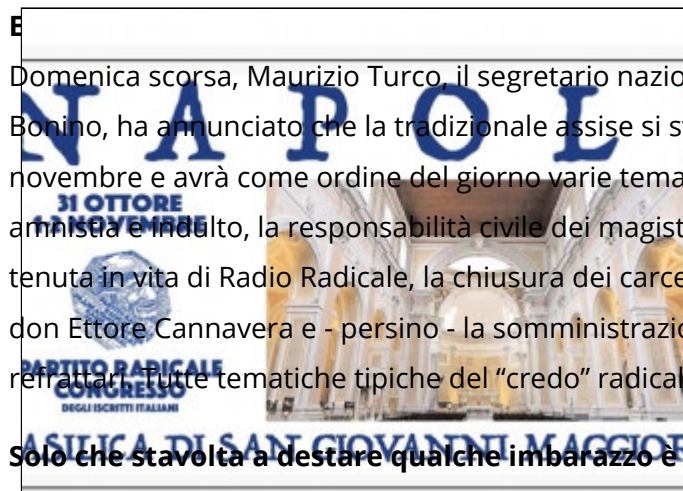 E
Domenica scorsa, Maurizio Turco, il segretario nazio
NAPOL
Bonino, ha annunciato che la tradizionale assise si s
novembre e avrà come ordine del giorno varie tema
31 OTTORE
1-2 NOVEMBRE
amnistia e indulto, la responsabilità civile dei magist
tenuta in vita di Radio Radicale, la chiusura dei carce
don Ettore Cannavera e - persino - la somministrazio
PARTITO RADICALE
CONGRESSO
refrattari. Tutte tematiche tipiche del “credo” radical
DEGLI ISCRITTI ITALIANI
ASILICA DI SAN GIOVANNI MAGGIOR
Solo che stavolta a destare qualche imbarazzo è